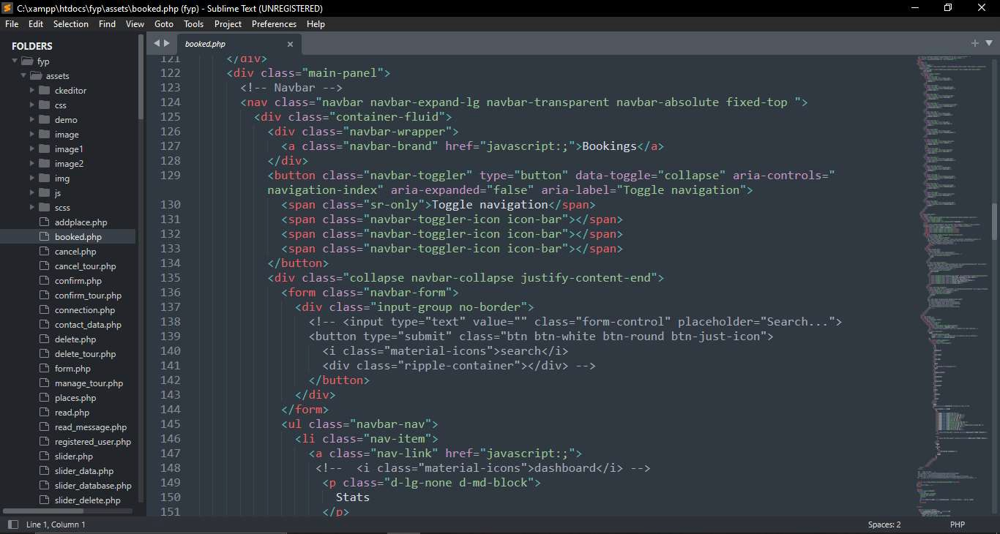 C:\xampp\htdocs\fyp\assets\booked.php (fyp) - Sublime Text (UNREGISTERED)
File Edit Selection Find View Goto Tools Project Preferences Help
FOLDERS
fyp
assets
ckeditor
css
demo
image
image1
image2
img
js
scss
addplace.php
booked.php
cancel.php
cancel_tour.php
confirm.php
confirm_tour.php
connection.php
contact_data.php
delete.php
delete_tour.php
form.php
manage_tour.php
places.php
read.php
read_message.php
registered_user.php
slider.php
slider_data.php
slider_database.php
slider_delete.php
booked.php
121 </div>
122 <div class="main-panel">
123 <!-- Navbar -->
124 <nav class="navbar navbar-expand-lg navbar-transparent navbar-absolute fixed-top ">
125 <div class="container-fluid">
126 <div class="navbar-wrapper">
127 <a class="navbar-brand" href="javascript:;">Bookings</a>
128 </div>
129 <button class="navbar-toggler" type="button" data-toggle="collapse" aria-controls="
navigation-index" aria-expanded="false" aria-label="Toggle navigation">
130 <span class="sr-only">Toggle navigation</span>
131 <span class="navbar-toggler-icon icon-bar"></span>
132 <span class="navbar-toggler-icon icon-bar"></span>
133 <span class="navbar-toggler-icon icon-bar"></span>
134 </button>
135 <div class="collapse navbar-collapse justify-content-end">
136 <form class="navbar-form">
137 <div class="input-group no-border">
138 <!-- <input type="text" value="" class="form-control" placeholder="Search...">
139 <button type="submit" class="btn btn-white btn-round btn-just-icon">
140 <i class="material-icons">search</i>
141 <div class="ripple-container"></div> -->
142 </button>
143 </div>
144 </form>
145 <ul class="navbar-nav">
146 <li class="nav-item">
147 <a class="nav-link" href="javascript:;">
148 <!--  <i class="material-icons">dashboard</i> -->
149 <p class="d-lg-none d-md-block">
150 Stats
151 </p>
Line 1, Column 1
Spaces: 2
PHP